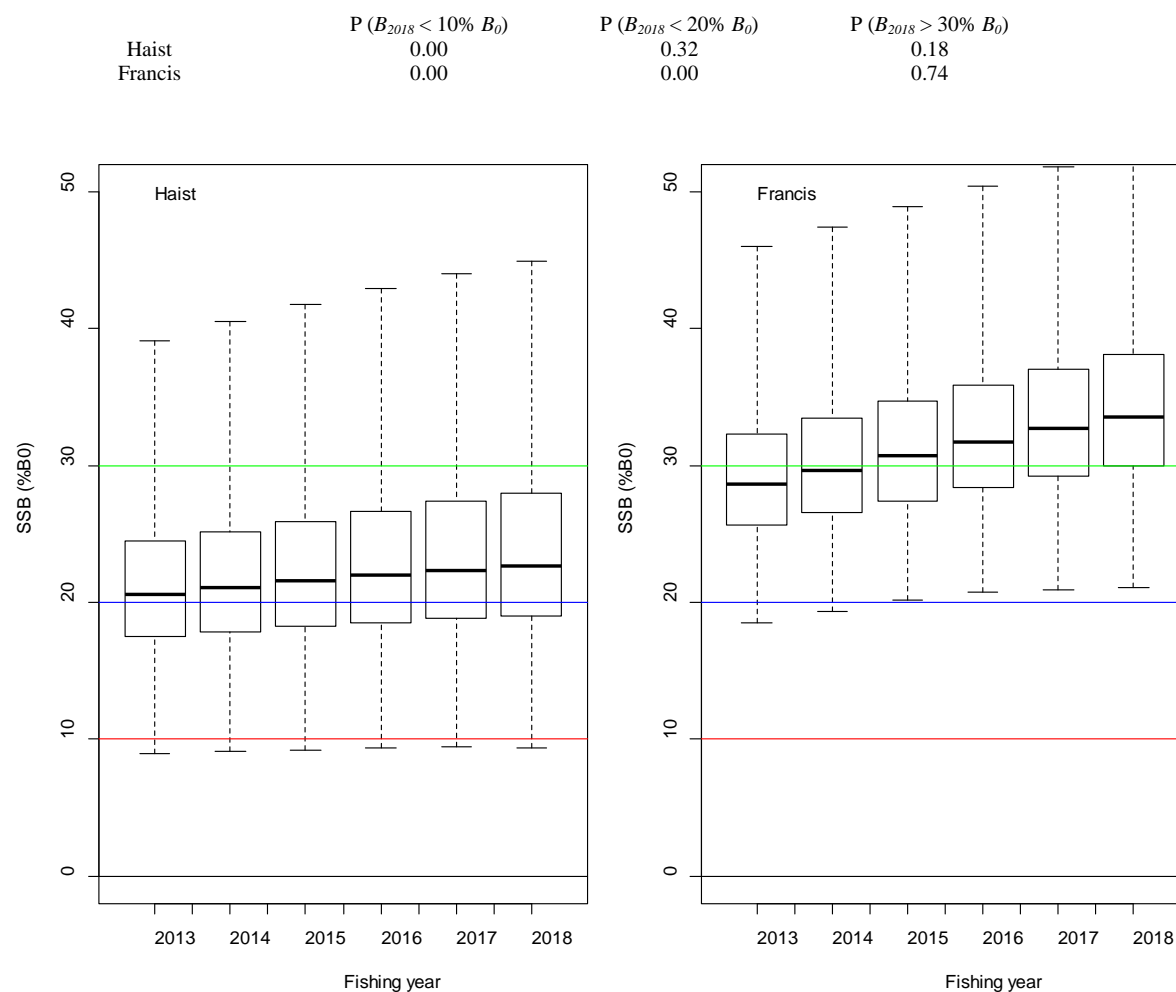 P (B2018 < 10% B0) P (B2018 < 20% B0) P (B2018 > 30% B0)
Haist 0.00 0.32 0.18
Francis 0.00 0.00 0.74
Haist
50
40
30
20
10
0
SSB (%B0)
2013 2014 2015 2016 2017 2018
Fishing year
Francis
50
40
30
20
10
0
SSB (%B0)
2013 2014 2015 2016 2017 2018
Fishing year